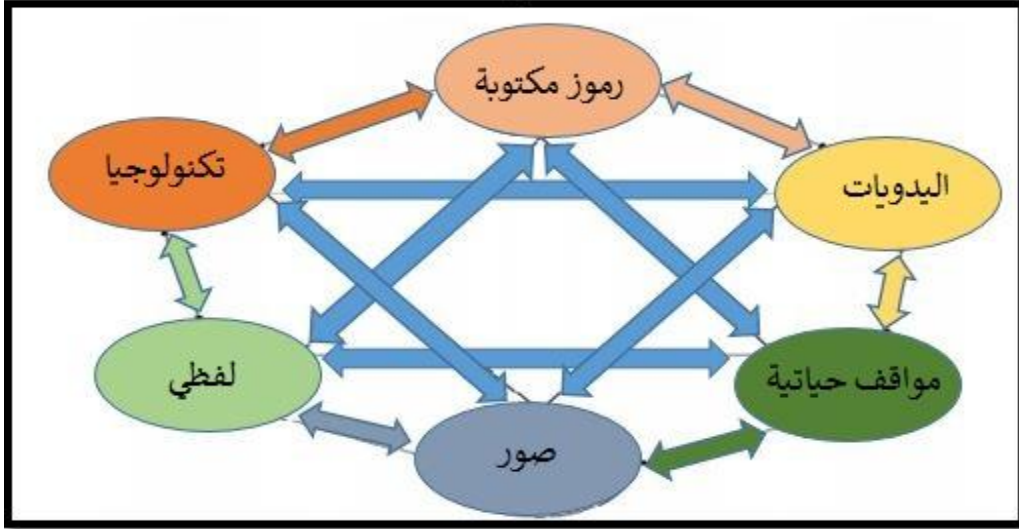 رموز مكتوبة
اليدويات
تكنولوجيا
مواقف حياتية
لفظي
صور